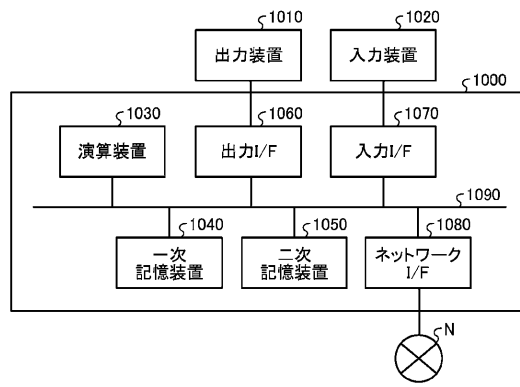 1010
1020
出力装置
入力装置
1000
1030
1060
1070
演算装置
出力I/F
入力I/F
1090
1040
1050
1080
一次
記憶装置
二次
記憶装置
ネットワーク
I/F
N